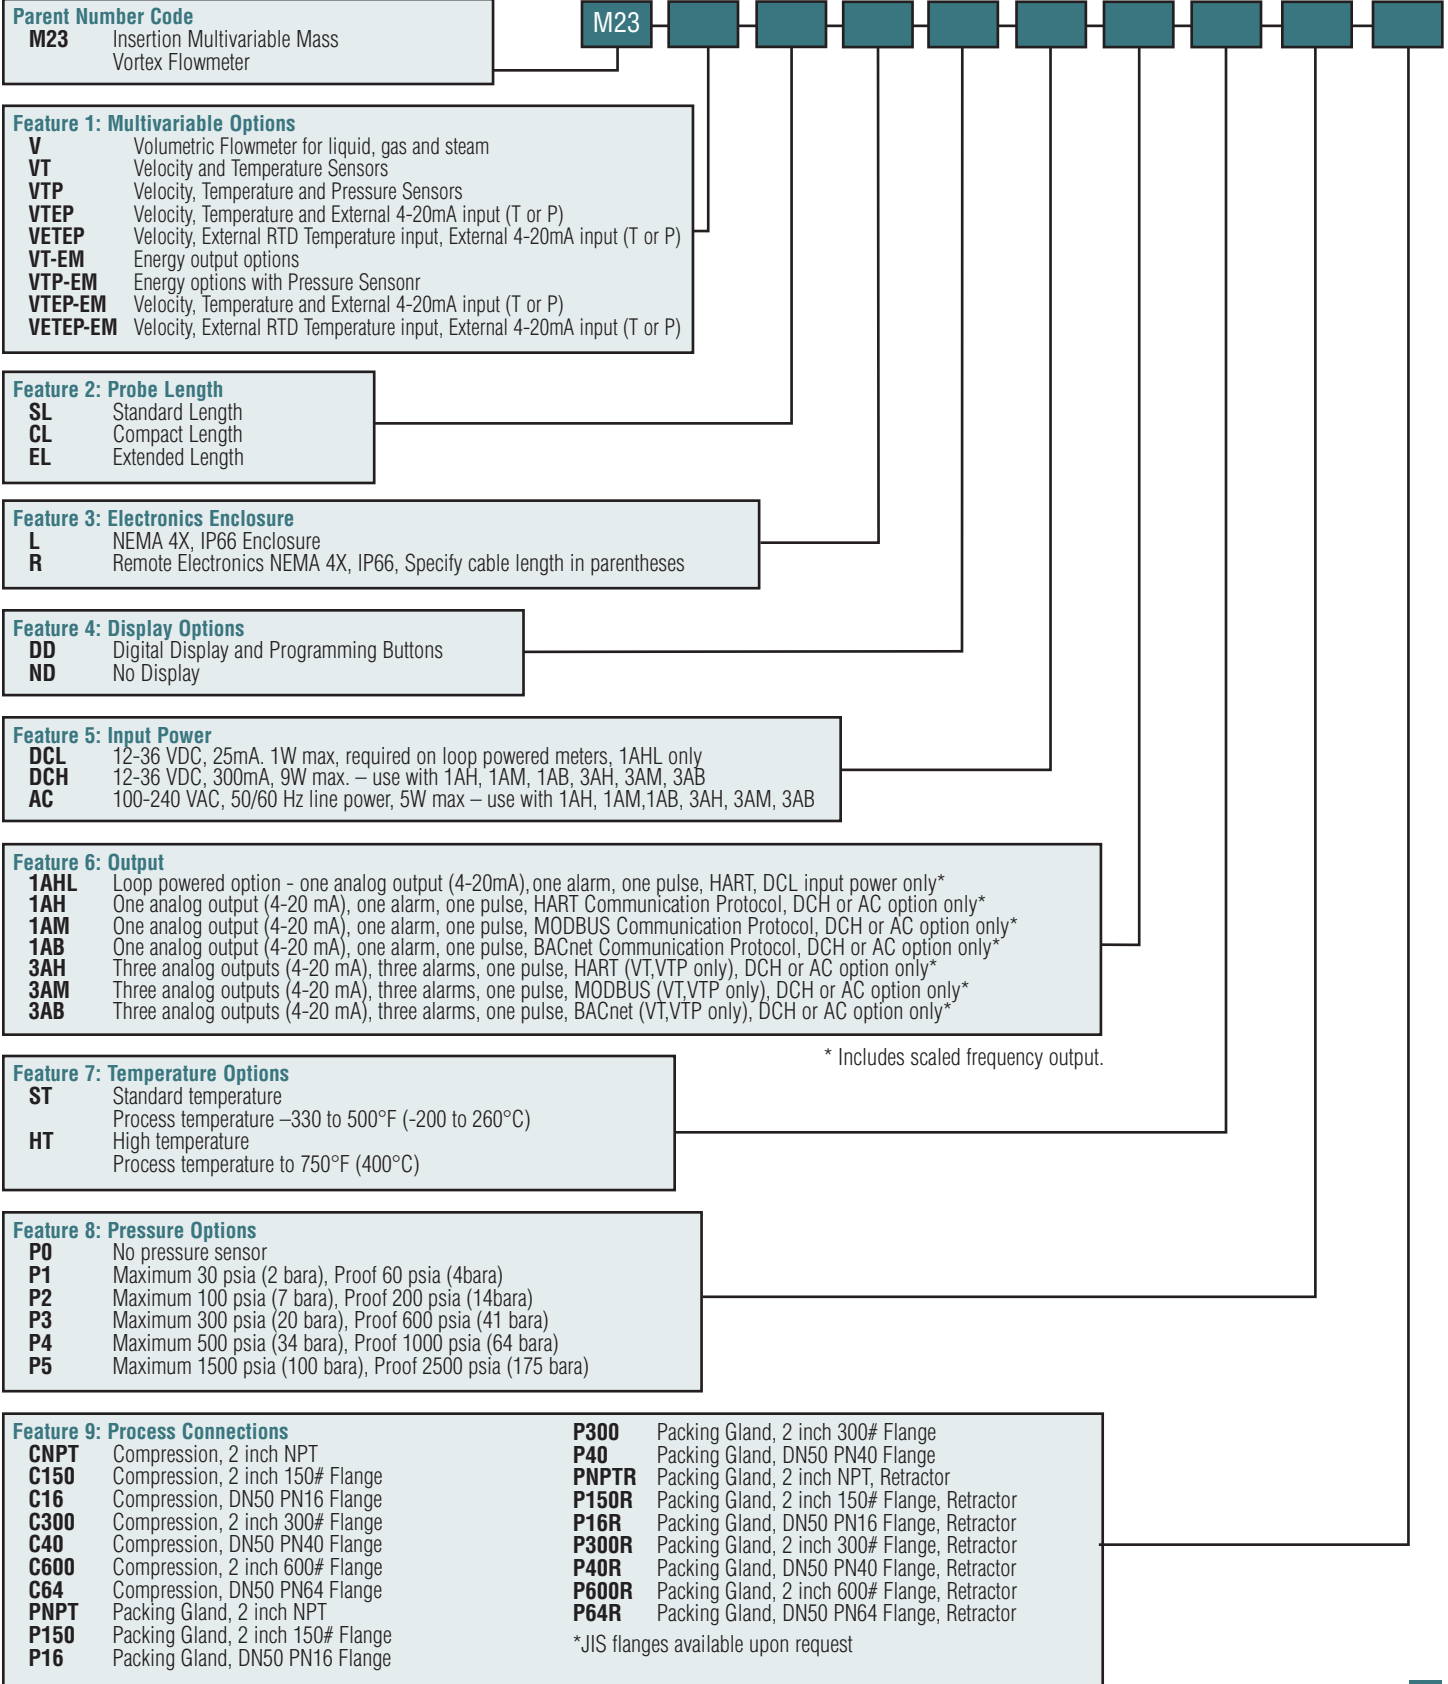 Parent Number Code
M23 Insertion Multivariable Mass
Vortex Flowmeter
M23
Feature 1: Multivariable Options
V Volumetric Flowmeter for liquid, gas and steam
VT Velocity and Temperature Sensors
VTP Velocity, Temperature and Pressure Sensors
VTEP Velocity, Temperature and External 4-20mA input (T or P)
VETEP Velocity, External RTD Temperature input, External 4-20mA input (T or P)
VT-EM Energy output options
VTP-EM Energy options with Pressure Sensonr
VTEP-EM Velocity, Temperature and External 4-20mA input (T or P)
VETEP-EM Velocity, External RTD Temperature input, External 4-20mA input (T or P)
Feature 2: Probe Length
SL Standard Length
CL Compact Length
EL Extended Length
Feature 3: Electronics Enclosure
L NEMA 4X, IP66 Enclosure
R Remote Electronics NEMA 4X, IP66, Specify cable length in parentheses
Feature 4: Display Options
DD Digital Display and Programming Buttons
ND No Display
Feature 5: Input Power
DCL 12-36 VDC, 25mA. 1W max, required on loop powered meters, 1AHL only
DCH 12-36 VDC, 300mA, 9W max. – use with 1AH, 1AM, 1AB, 3AH, 3AM, 3AB
AC 100-240 VAC, 50/60 Hz line power, 5W max – use with 1AH, 1AM,1AB, 3AH, 3AM, 3AB
Feature 6: Output
1AHL Loop powered option - one analog output (4-20mA), one alarm, one pulse, HART, DCL input power only*
1AH One analog output (4-20 mA), one alarm, one pulse, HART Communication Protocol, DCH or AC option only*
1AM One analog output (4-20 mA), one alarm, one pulse, MODBUS Communication Protocol, DCH or AC option only*
1AB One analog output (4-20 mA), one alarm, one pulse, BACnet Communication Protocol, DCH or AC option only*
3AH Three analog outputs (4-20 mA), three alarms, one pulse, HART (VT,VTP only), DCH or AC option only*
3AM Three analog outputs (4-20 mA), three alarms, one pulse, MODBUS (VT,VTP only), DCH or AC option only*
3AB Three analog outputs (4-20 mA), three alarms, one pulse, BACnet (VT,VTP only), DCH or AC option only*
* Includes scaled frequency output.
Feature 7: Temperature Options
ST Standard temperature
Process temperature –330 to 500°F (-200 to 260°C)
HT High temperature
Process temperature to 750°F (400°C)
Feature 8: Pressure Options
P0 No pressure sensor
P1 Maximum 30 psia (2 bara), Proof 60 psia (4bara)
P2 Maximum 100 psia (7 bara), Proof 200 psia (14bara)
P3 Maximum 300 psia (20 bara), Proof 600 psia (41 bara)
P4 Maximum 500 psia (34 bara), Proof 1000 psia (64 bara)
P5 Maximum 1500 psia (100 bara), Proof 2500 psia (175 bara)
Feature 9: Process Connections
CNPT Compression, 2 inch NPT
C150 Compression, 2 inch 150# Flange
C16 Compression, DN50 PN16 Flange
C300 Compression, 2 inch 300# Flange
C40 Compression, DN50 PN40 Flange
C600 Compression, 2 inch 600# Flange
C64 Compression, DN50 PN64 Flange
PNPT Packing Gland, 2 inch NPT
P150 Packing Gland, 2 inch 150# Flange
P16 Packing Gland, DN50 PN16 Flange
P300 Packing Gland, 2 inch 300# Flange
P40 Packing Gland, DN50 PN40 Flange
PNPTR Packing Gland, 2 inch NPT, Retractor
P150R Packing Gland, 2 inch 150# Flange, Retractor
P16R Packing Gland, DN50 PN16 Flange, Retractor
P300R Packing Gland, 2 inch 300# Flange, Retractor
P40R Packing Gland, DN50 PN40 Flange, Retractor
P600R Packing Gland, 2 inch 600# Flange, Retractor
P64R Packing Gland, DN50 PN64 Flange, Retractor
*JIS flanges available upon request